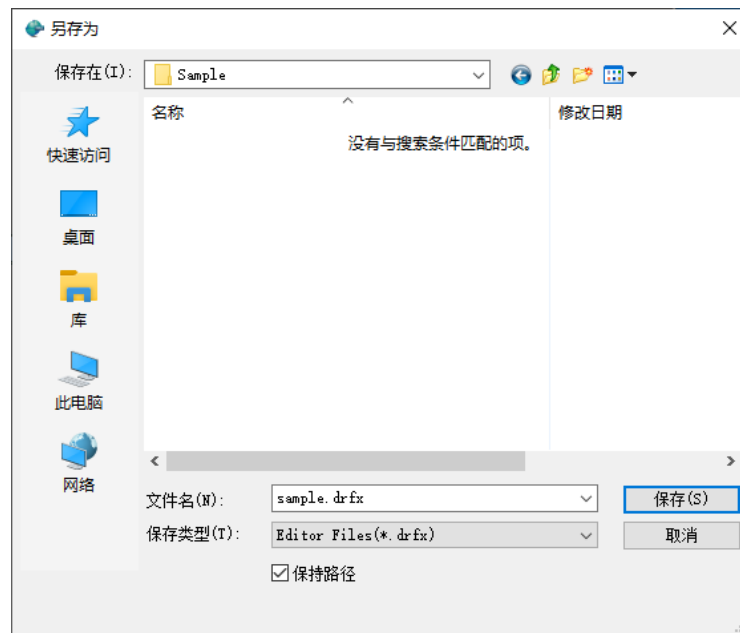 另存为
保存在(I):
Sample
名称
修改日期
没有与搜索条件匹配的项。
快速访问
桌面
库
此电脑
网络
文件名(N):
sample.drfx
保存(S)
保存类型(T):
Editor Files(*.drfx)
取消
保持路径